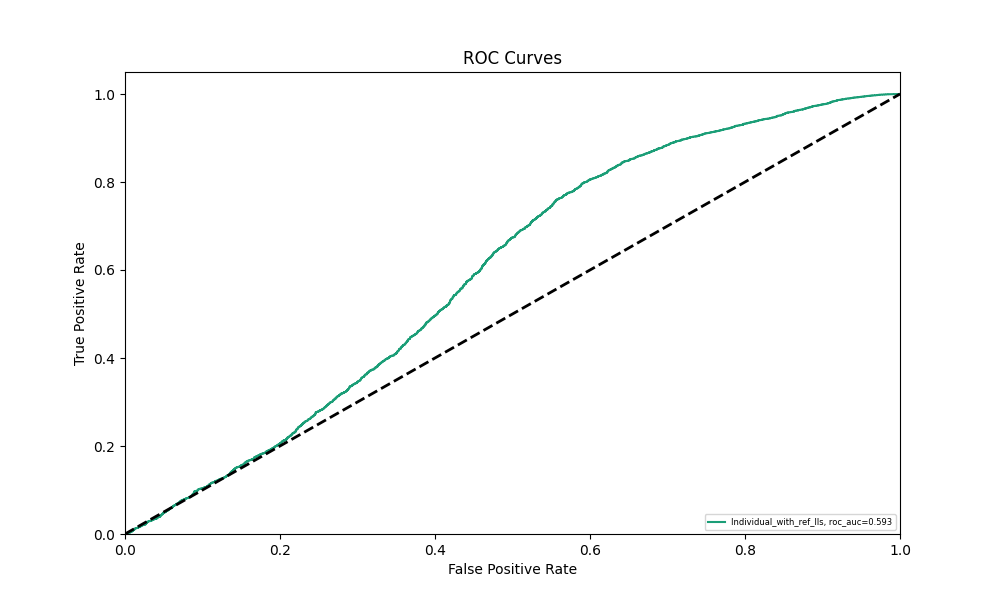 ROC Curves
True Positive Rate
1.0
0.8
0.6
0.4
0.2
0.0
0.0 0.2 0.4 0.6 0.8 1.0
False Positive Rate
Individual_with_ref_lls, roc_auc=0.593